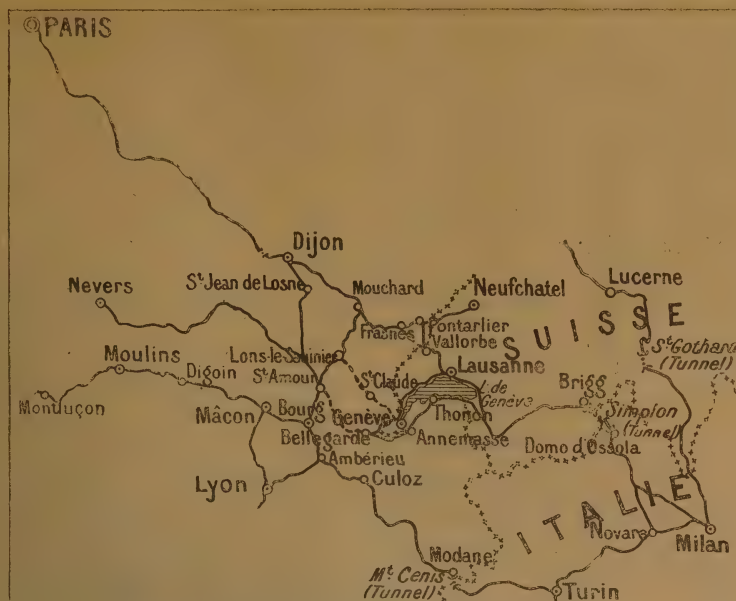 PARIS
Dijon
Nevers
St Jean de Losne
Mouchard
Neufchatel
Lucerne
Frasnes
Pontarlier
Vallorbe
SUISSE
St Gothard
(Tunnel)
Moulins
Digoin
Lons-le-Saunier
St Amour
St Claude
Lausanne
L. de
Genève
Brigg
Simplon
(Tunnel)
Mâcon
Bourg
Genève
Thonon
Bellegarde
Annemasse
Domo d'Ossola
Ambérieu
Lyon
Culoz
ITALIE
Novare
Milan
Modane
Mt Cenis
(Tunnel)
Turin